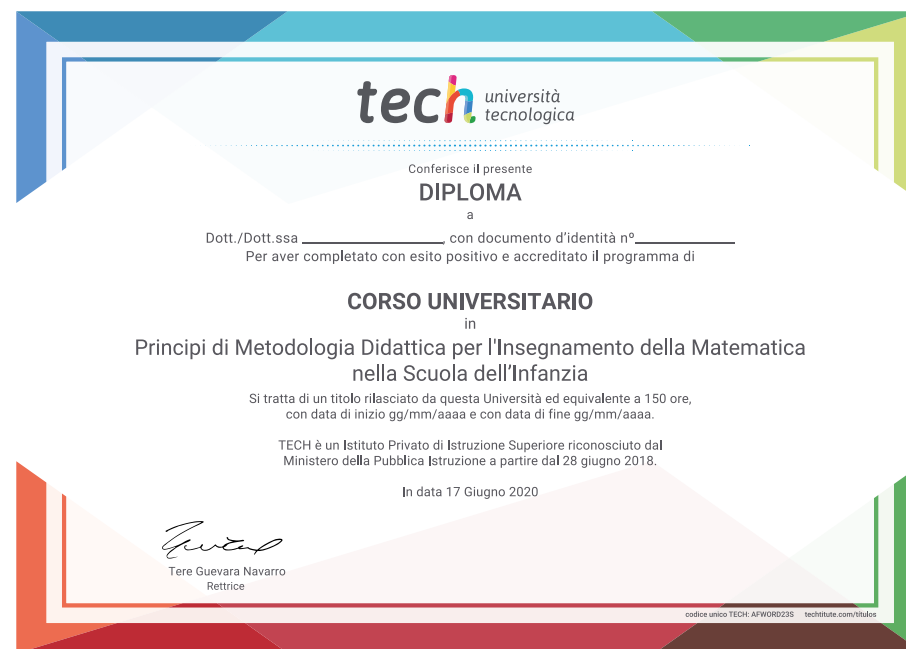 tech università
tecnologica
Conferisce il presente
DIPLOMA
a
Dott./Dott.ssa ____________, con documento d'identità nº____________
Per aver completato con esito positivo e accreditato il programma di
CORSO UNIVERSITARIO
in
Principi di Metodologia Didattica per l'Insegnamento della Matematica
nella Scuola dell'Infanzia
Si tratta di un titolo rilasciato da questa Università ed equivalente a 150 ore,
con data di inizio gg/mm/aaaa e con data di fine gg/mm/aaaa.
TECH è un Istituto Privato di Istruzione Superiore riconosciuto dal
Ministero della Pubblica Istruzione a partire dal 28 giugno 2018.
In data 17 Giugno 2020
Tere Guevara Navarro
Rettrice
codice unico TECH: AFWORD23S techtitute.com/titulos